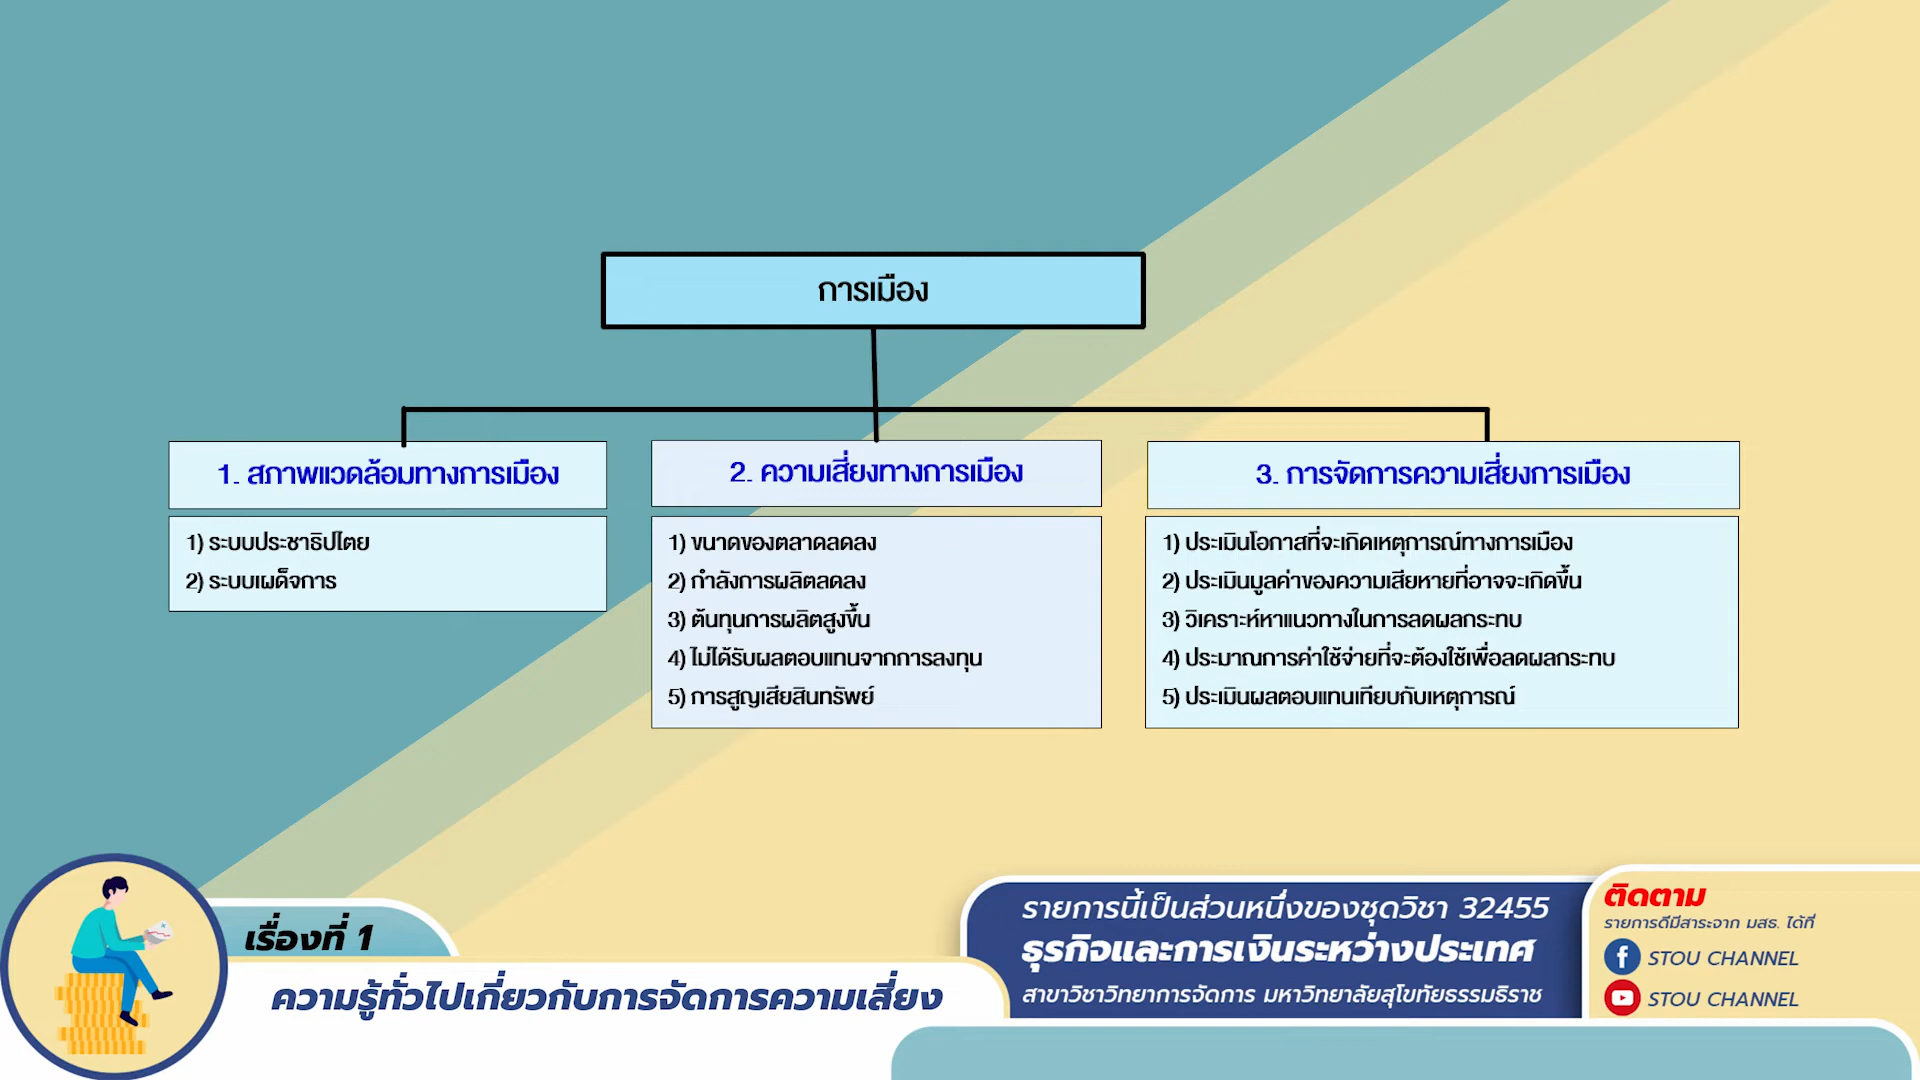 การเมือง
1. สภาพแวดล้อมทางการเมือง
1) ระบบประชาธิปไตย
2) ระบบเผด็จการ
2. ความเสี่ยงทางการเมือง
1) ขนาดของตลาดลดลง
2) กำลังการผลิตลดลง
3) ต้นทุนการผลิตสูงขึ้น
4) ไม่ได้รับผลตอบแทนจากการลงทุน
5) การสูญเสียสินทรัพย์
3. การจัดการความเสี่ยงการเมือง
1) ประเมินโอกาสที่จะเกิดเหตุการณ์ทางการเมือง
2) ประเมินมูลค่าของความเสียหายที่อาจจะเกิดขึ้น
3) วิเคราะห์หาแนวทางในการลดผลกระทบ
4) ประมาณการค่าใช้จ่ายที่จะต้องใช้เพื่อลดผลกระทบ
5) ประเมินผลตอบแทนเทียบกับเหตุการณ์
เรื่องที่ 1
ความรู้ทั่วไปเกี่ยวกับการจัดการความเสี่ยง
รายการนี้เป็นส่วนหนึ่งของชุดวิชา 32455
ธุรกิจและการเงินระหว่างประเทศ
สาขาวิชาวิทยาการจัดการ มหาวิทยาลัยสุโขทัยธรรมธิราช
ติดตาม
รายการดีมีสาระจาก มสธ. ได้ที่
STOU CHANNEL
STOU CHANNEL